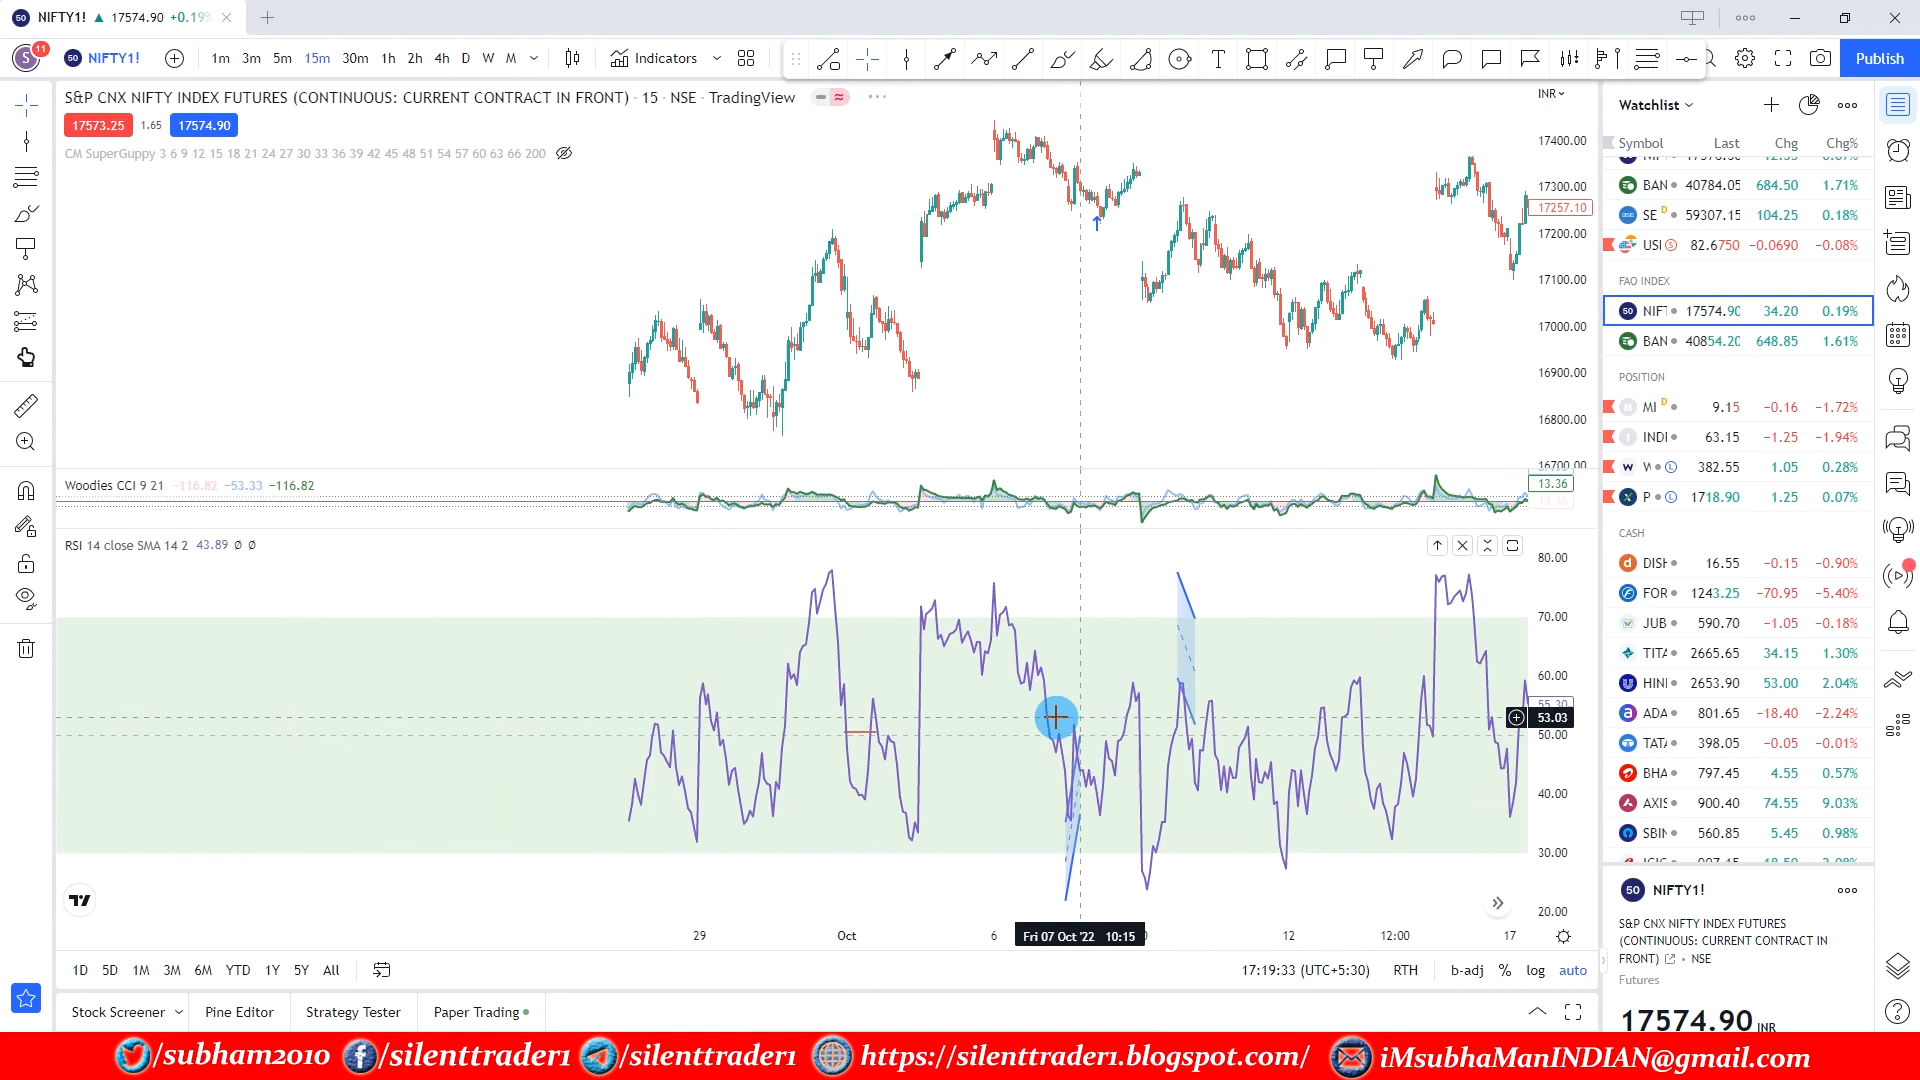 50 NIFTY1! ▲ 17574.90 +0.19%
S 11 50 NIFTY1! 1m 3m 5m 15m 30m 1h 2h 4h D W M Indicators Publish
S&P CNX NIFTY INDEX FUTURES (CONTINUOUS: CURRENT CONTRACT IN FRONT) · 15 · NSE · TradingView
INR
17573.25 1.65 17574.90
CM SuperGuppy 3 6 9 12 15 18 21 24 27 30 33 36 39 42 45 48 51 54 57 60 63 66 200
17400.00
17300.00
17257.10
17200.00
17100.00
17000.00
16900.00
16800.00
16700.00
Woodies CCI 9 21 −116.82 −53.33 −116.82
13.36
RSI 14 close SMA 14 2 43.89 Ø Ø
80.00
70.00
60.00
55.30
53.03
50.00
40.00
30.00
20.00
29 Oct 6 Fri 07 Oct '22 10:15 12 12:00 17
1D 5D 1M 3M 6M YTD 1Y 5Y All
17:19:33 (UTC+5:30) RTH b-adj % log auto
Stock Screener Pine Editor Strategy Tester Paper Trading
Watchlist
Symbol Last Chg Chg%
BAN 40784.05 684.50 1.71%
SE D 59307.15 104.25 0.18%
USI S 82.6750 −0.0690 −0.08%
FAO INDEX
50 NIFT 17574.90 34.20 0.19%
BAN 40854.20 648.85 1.61%
POSITION
M MI D 9.15 −0.16 −1.72%
I INDI 63.15 −1.25 −1.94%
W L 382.55 1.05 0.28%
P L 1718.90 1.25 0.07%
CASH
d DISH 16.55 −0.15 −0.90%
FOR 1243.25 −70.95 −5.40%
JUB 590.70 −1.05 −0.18%
TITA 2665.65 34.15 1.30%
HINI 2653.90 53.00 2.04%
a ADA 801.65 −18.40 −2.24%
TATA 398.05 −0.05 −0.01%
BHA 797.45 4.55 0.57%
AXIS 900.40 74.55 9.03%
SBIN 560.85 5.45 0.98%
50 NIFTY1!
S&P CNX NIFTY INDEX FUTURES
(CONTINUOUS: CURRENT CONTRACT IN
FRONT) • NSE
Futures
17574.90 INR
/subham2010 /silenttrader1 /silenttrader1 https://silenttrader1.blogspot.com/ iMsubhaManINDIAN@gmail.com